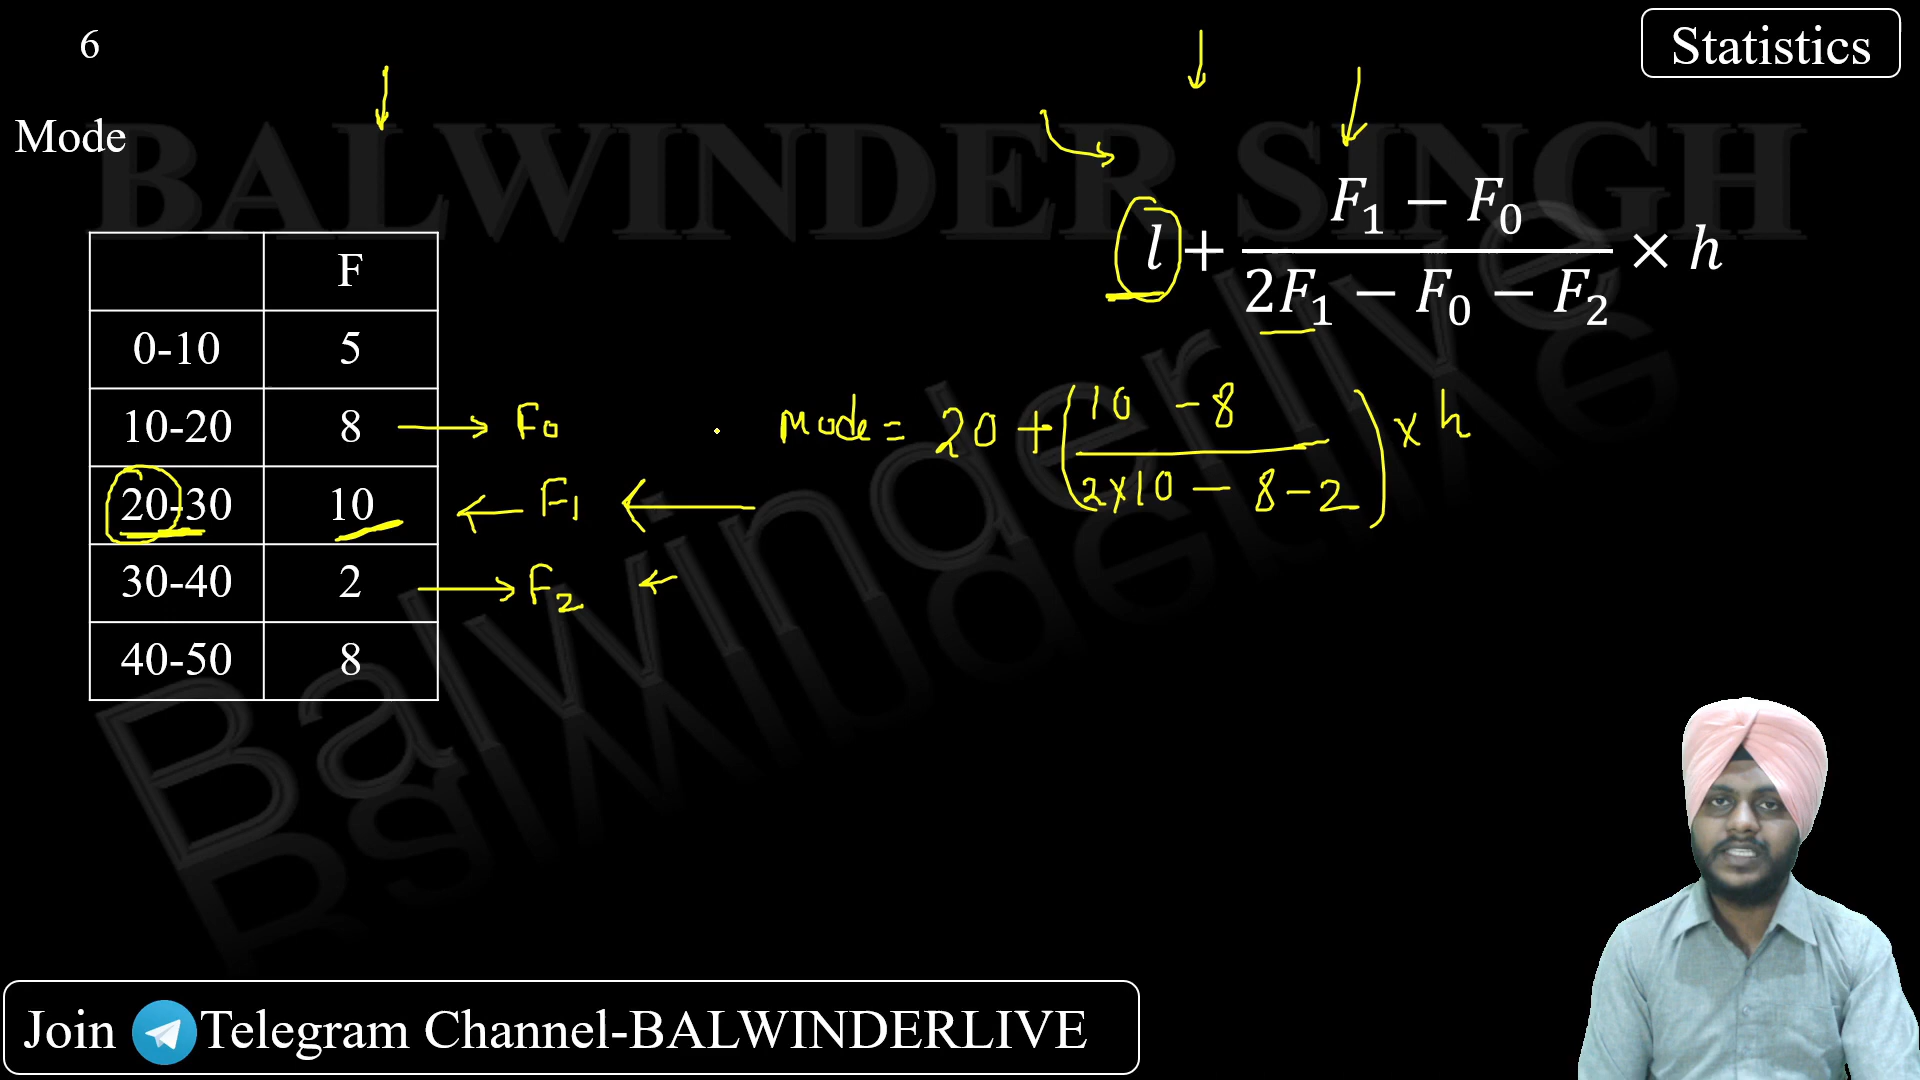 6
Statistics
Mode
BALWINDER SINGH
l + (F₁ − F₀)/(2F₁ − F₀ − F₂) × h
F
0-10 5
10-20 8 → F₀
20-30 10 ← F₁ ←
30-40 2 → F₂ ←
40-50 8
Mode = 20 + ((10 - 8)/(2×10 - 8 - 2)) × h
Balwinderlive
Join Telegram Channel-BALWINDERLIVE